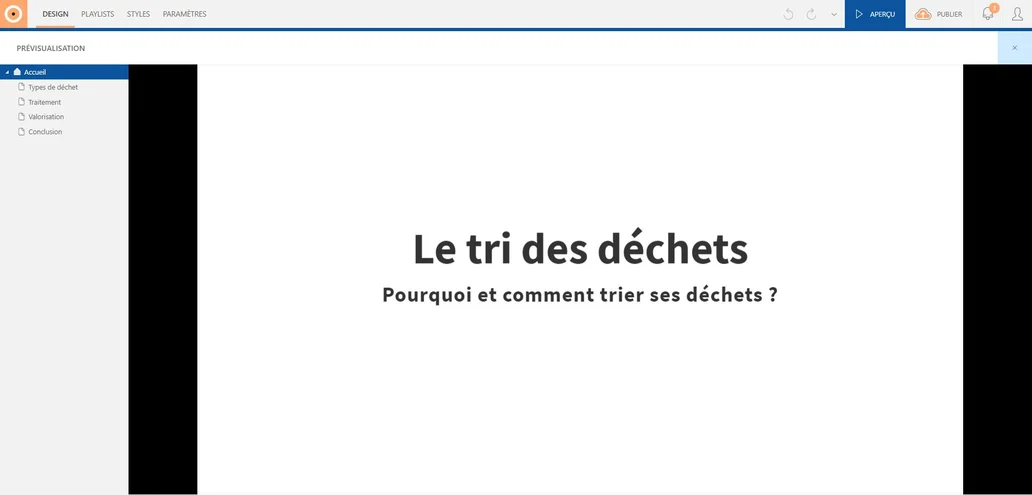 DESIGN PLAYLISTS STYLES PARAMÈTRES APERÇU PUBLIER 1
PRÉVISUALISATION
Accueil
Types de déchet
Traitement
Valorisation
Conclusion
Le tri des déchets
Pourquoi et comment trier ses déchets ?